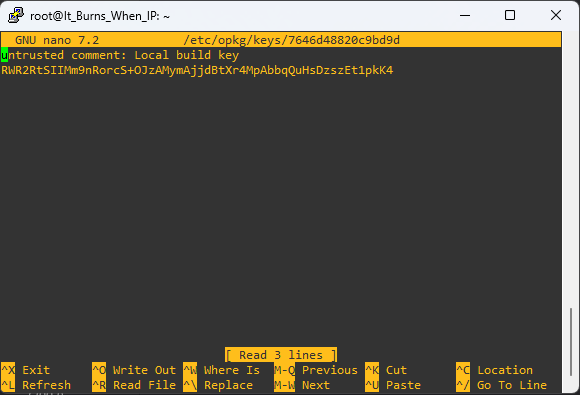 root@It_Burns_When_IP: ~
GNU nano 7.2 /etc/opkg/keys/7646d48820c9bd9d
untrusted comment: Local build key
RWR2RtSIIMm9nRorcS+OJzAMymAjjdBtXr4MpAbbqQuHsDzszEt1pkK4
[ Read 3 lines ]
^X Exit ^O Write Out ^W Where Is M-Q Previous ^K Cut ^C Location
^L Refresh ^R Read File ^\ Replace M-W Next ^U Paste ^/ Go To Line